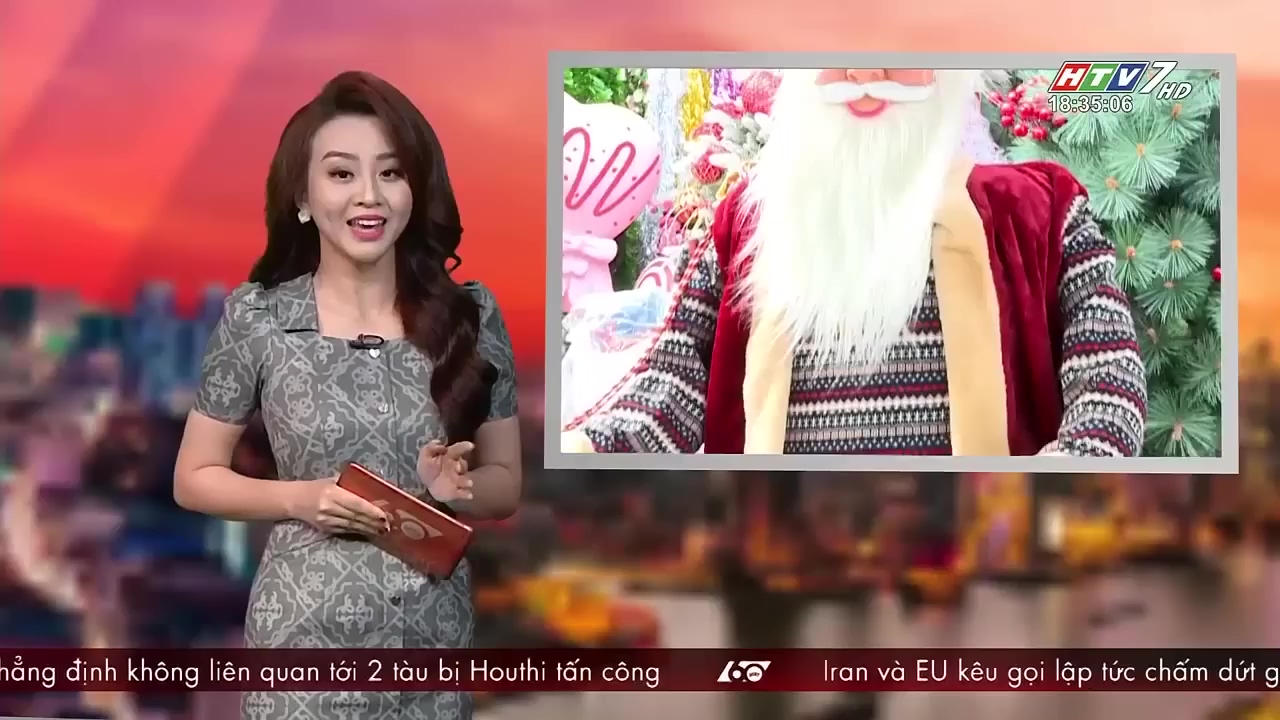 HTV7 HD
18:35:06
hẳng định không liên quan tới 2 tàu bị Houthi tấn công 60 Iran và EU kêu gọi lập tức chấm dứt g